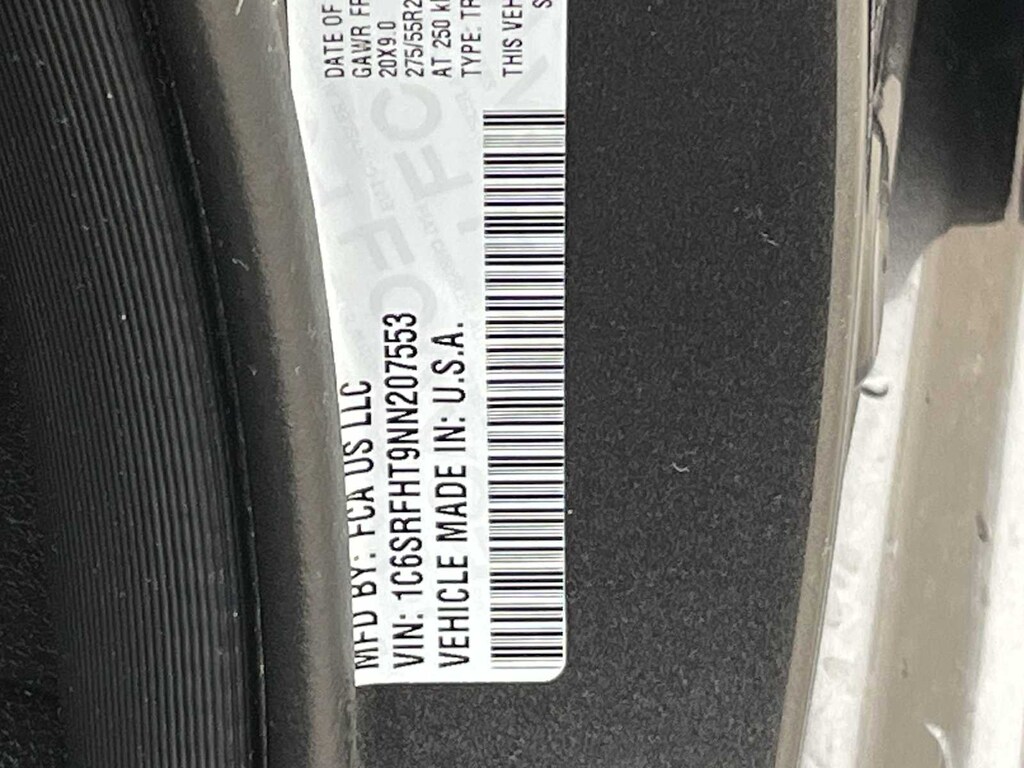 MFD BY: FCA US LLC
VIN: 1C6SRFHT9NN207553
VEHICLE MADE IN: U.S.A.
DATE OF
GAWR FR
20X9.0
275/55R2
AT 250 k
TYPE: TR
THIS VEH